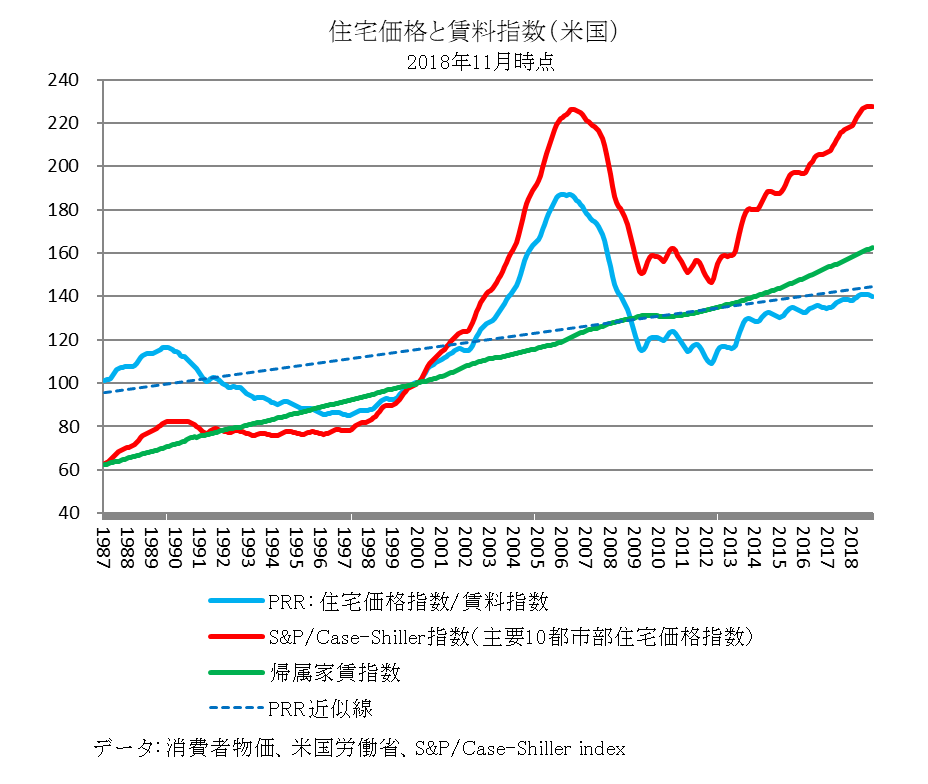 住宅価格と賃料指数（米国）
2018年11月時点
240
220
200
180
160
140
120
100
80
60
40
1987 1988 1989 1990 1991 1992 1993 1994 1995 1996 1997 1998 1999 2000 2001 2002 2003 2004 2005 2006 2007 2008 2009 2010 2011 2012 2013 2013 2014 2015 2016 2017 2018
PRR：住宅価格指数/賃料指数
S&P/Case-Shiller指数（主要10都市部住宅価格指数）
帰属家賃指数
PRR近似線
データ：消費者物価、米国労働省、S&P/Case-Shiller index